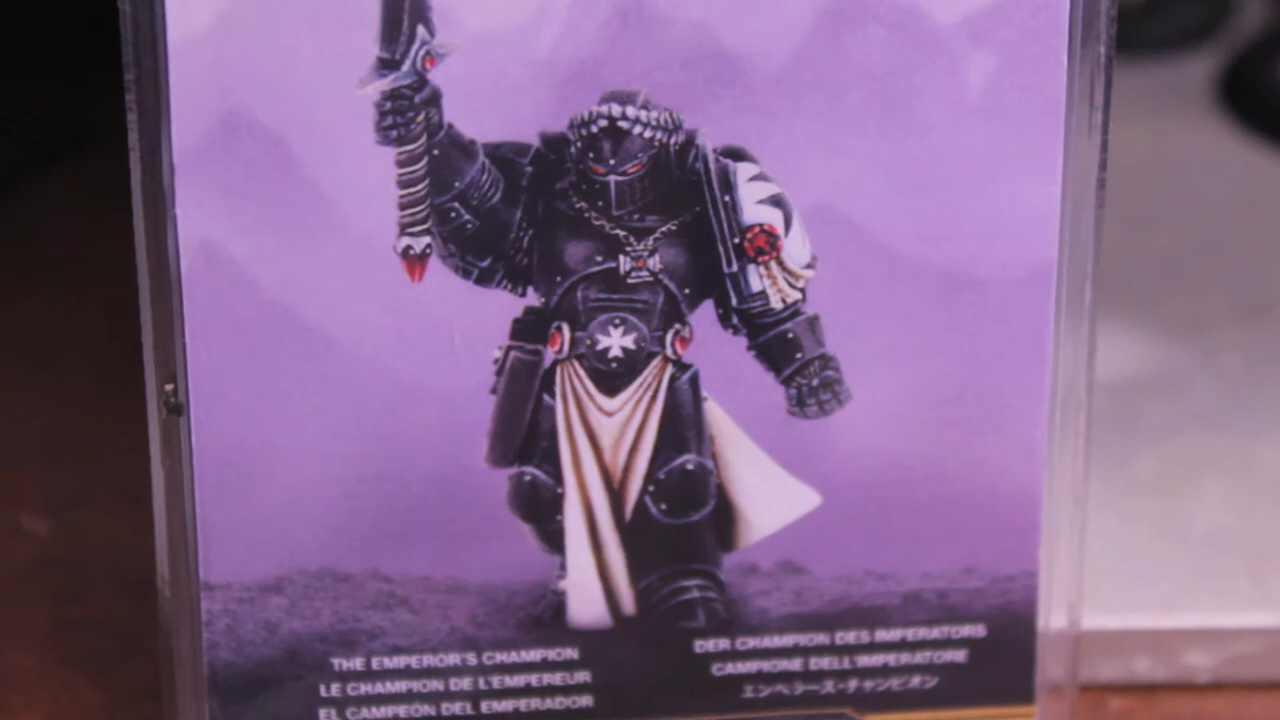 THE EMPEROR'S CHAMPION
LE CHAMPION DE L'EMPEREUR
EL CAMPEÓN DEL EMPERADOR
DER CHAMPION DES IMPERATORS
CAMPIONE DELL'IMPERATORE
エンペラーズ・チャンピオン